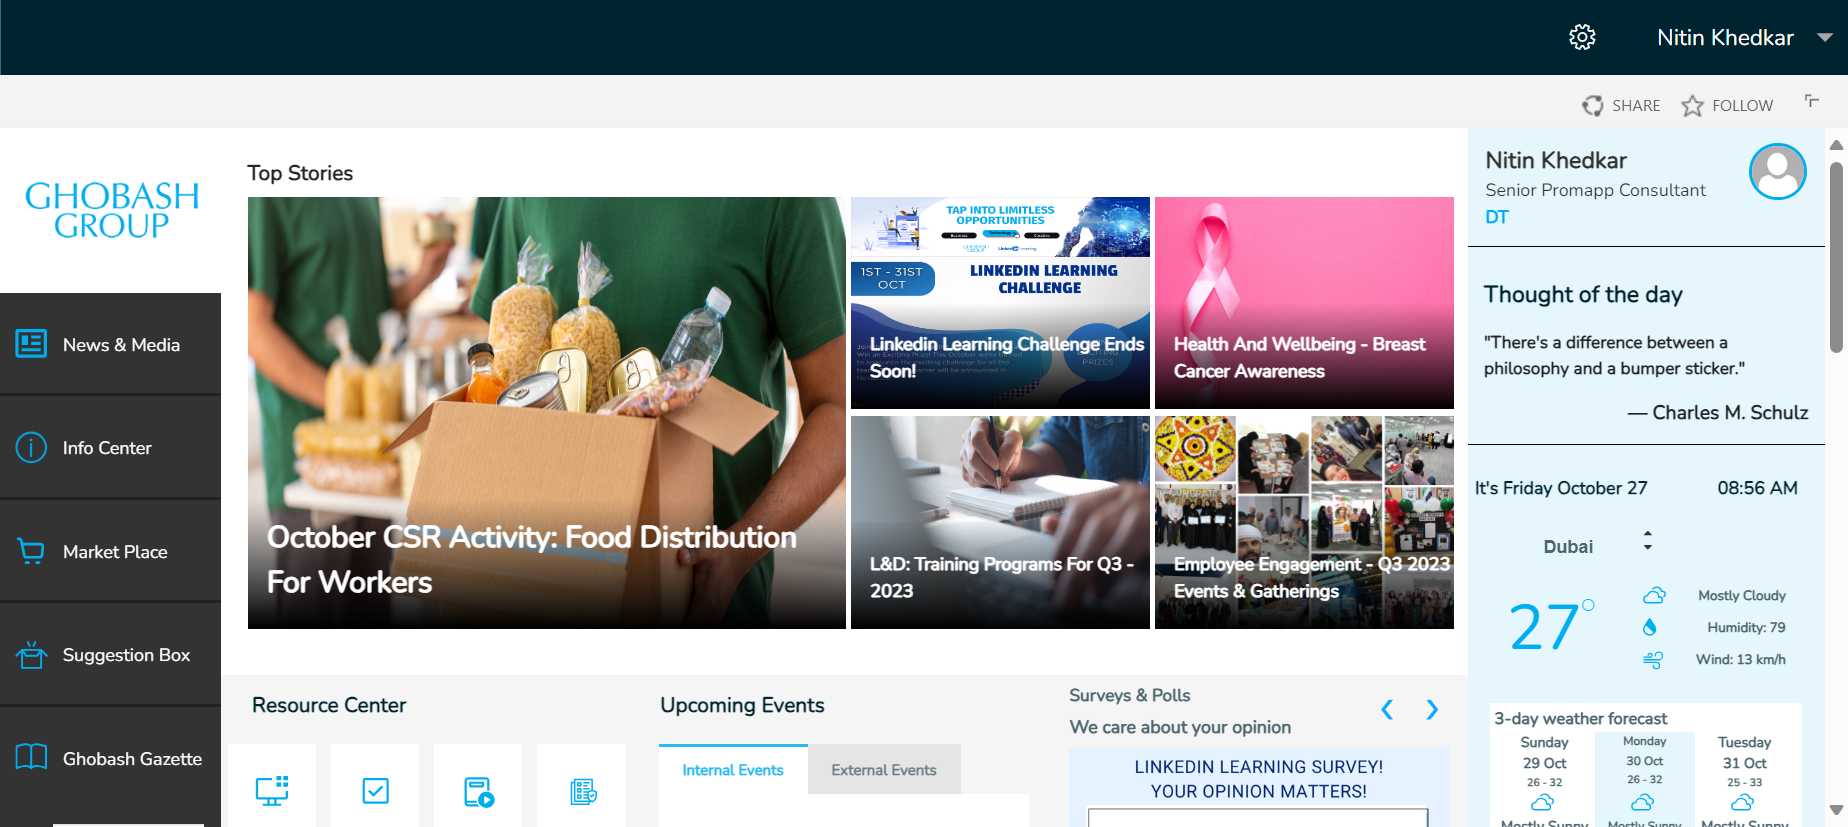 Nitin Khedkar
SHARE
FOLLOW
GHOBASH
GROUP
News & Media
Info Center
Market Place
Suggestion Box
Ghobash Gazette
Top Stories
October CSR Activity: Food Distribution
For Workers
TAP INTO LIMITLESS
OPPORTUNITIES
1ST - 31ST
OCT
LINKEDIN LEARNING
CHALLENGE
Linkedin Learning Challenge Ends
Soon!
PRIZES
Health And Wellbeing - Breast
Cancer Awareness
L&D: Training Programs For Q3 -
2023
Employee Engagement - Q3 2023
Events & Gatherings
Resource Center
Upcoming Events
Internal Events
External Events
Surveys & Polls
We care about your opinion
LINKEDIN LEARNING SURVEY!
YOUR OPINION MATTERS!
Nitin Khedkar
Senior Promapp Consultant
DT
Thought of the day
"There's a difference between a
philosophy and a bumper sticker."
— Charles M. Schulz
It's Friday October 27
08:56 AM
Dubai
27°
Mostly Cloudy
Humidity: 79
Wind: 13 km/h
3-day weather forecast
Sunday
29 Oct
26 - 32
Mostly Sunny
Monday
30 Oct
26 - 32
Mostly Sunny
Tuesday
31 Oct
25 - 33
Mostly Sunny